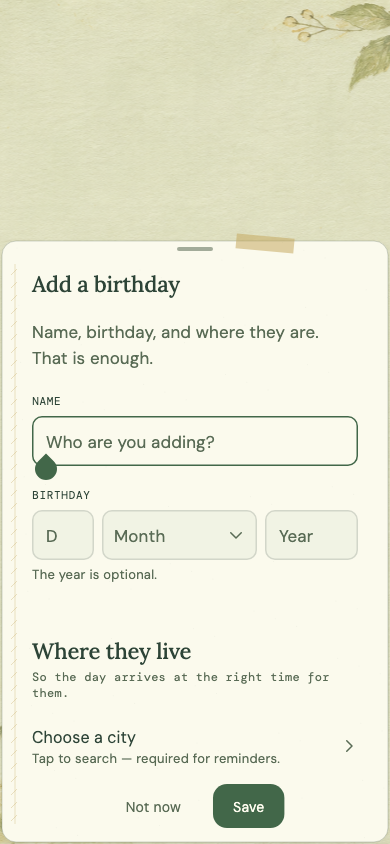 Add a birthday
Name, birthday, and where they are.
That is enough.
NAME
Who are you adding?
BIRTHDAY
D Month Year
The year is optional.
Where they live
So the day arrives at the right time for
them.
Choose a city
Tap to search — required for reminders.
Not now Save